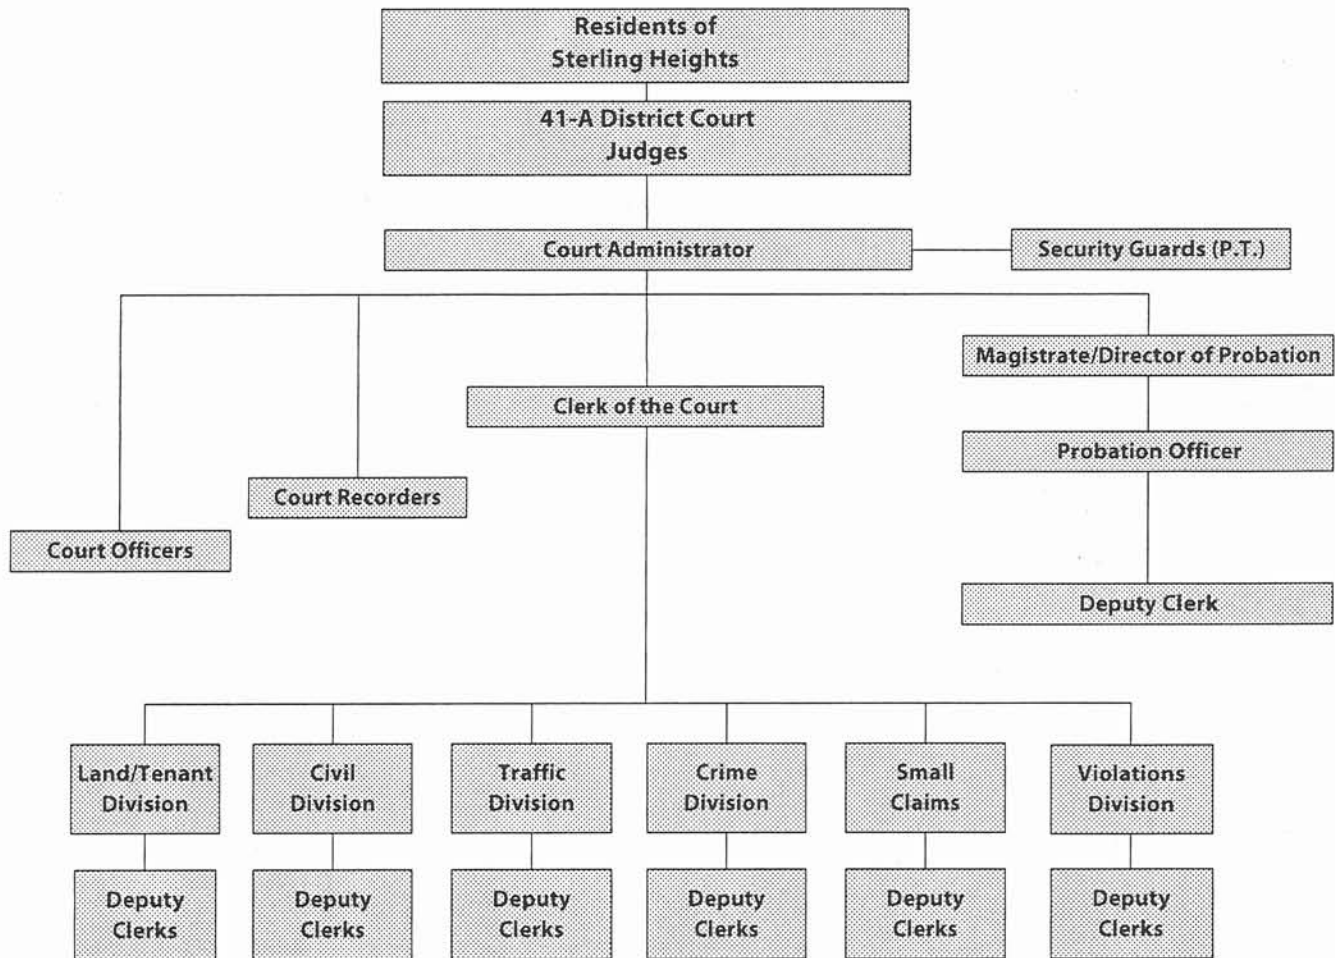 Residents of
Sterling Heights
41-A District Court
Judges
Court Administrator
Security Guards (P.T.)
Magistrate/Director of Probation
Clerk of the Court
Probation Officer
Court Recorders
Court Officers
Deputy Clerk
Land/Tenant
Division
Civil
Division
Traffic
Division
Crime
Division
Small
Claims
Violations
Division
Deputy
Clerks
Deputy
Clerks
Deputy
Clerks
Deputy
Clerks
Deputy
Clerks
Deputy
Clerks